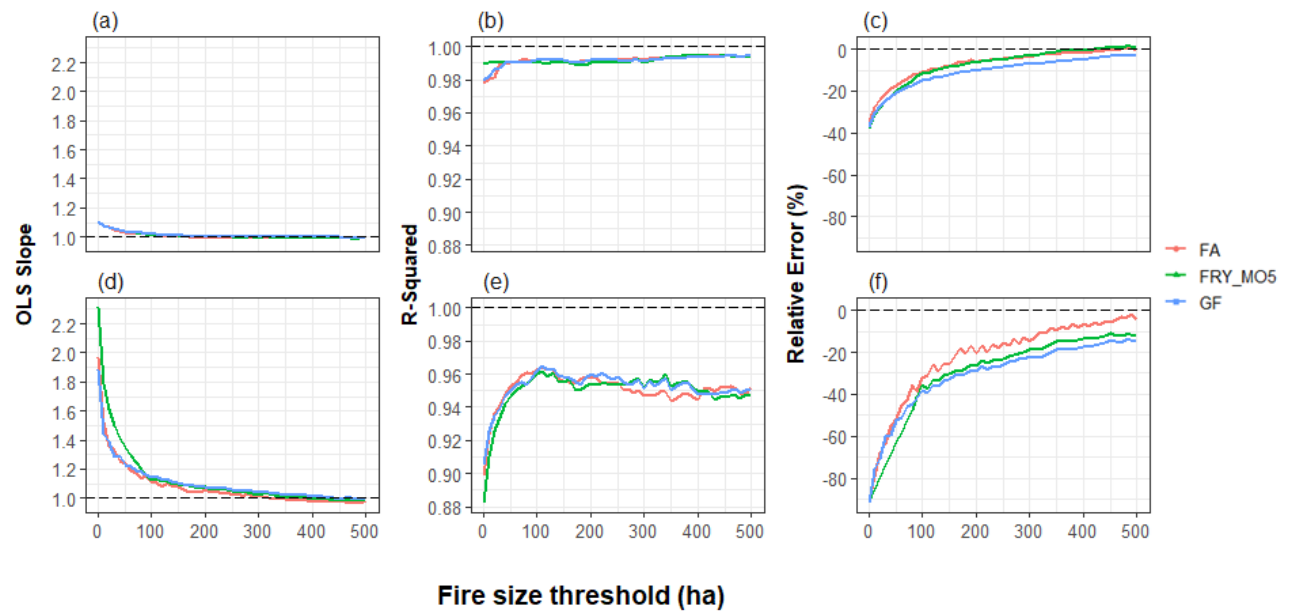 (a)
(b)
(c)
2.2
2.0
1.8
1.6
1.4
1.2
1.0
1.00
0.98
0.96
0.94
0.92
0.90
0.88
0
-20
-40
-60
-80
OLS Slope
R-Squared
Relative Error (%)
FA
FRY_MO5
GF
(d)
(e)
(f)
2.2
2.0
1.8
1.6
1.4
1.2
1.0
0 100 200 300 400 500
1.00
0.98
0.96
0.94
0.92
0.90
0.88
0 100 200 300 400 500
0
-20
-40
-60
-80
0 100 200 300 400 500
Fire size threshold (ha)